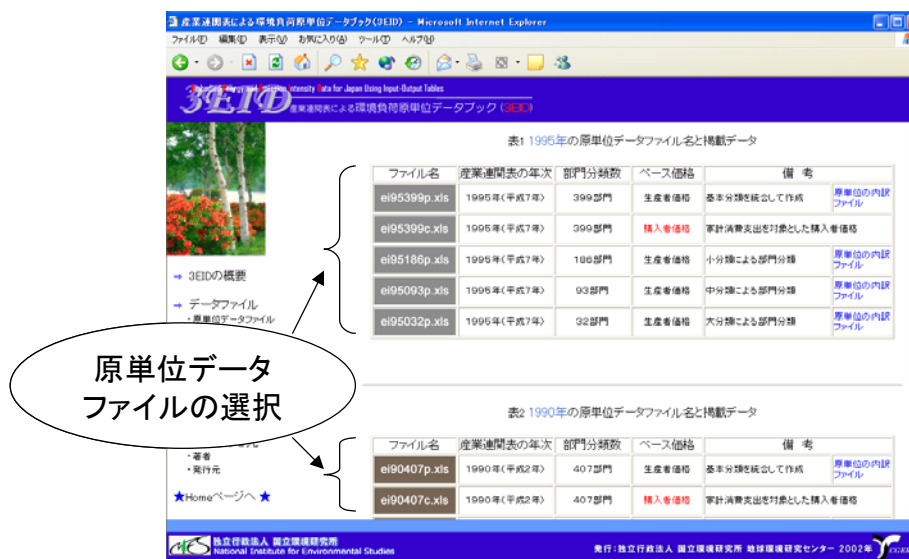 産業連関表による環境負荷原単位データブック(3EID) - Microsoft Internet Explorer
ファイル(F) 編集(E) 表示(V) お気に入り(A) ツール(T) ヘルプ(H)
3EID
産業連関表による環境負荷原単位データブック (3EID)
表1 1995年の原単位データファイル名と掲載データ
ファイル名 産業連関表の年次 部門分類数 ベース価格 備 考
ei95399p.xls 1995年(平成7年) 399部門 生産者価格 基本分類を統合して作成 原単位の内訳ファイル
ei95399c.xls 1995年(平成7年) 399部門 購入者価格 家計消費支出を対象とした購入者価格
ei95186p.xls 1995年(平成7年) 186部門 生産者価格 小分類による部門分類 原単位の内訳ファイル
ei95093p.xls 1995年(平成7年) 93部門 生産者価格 中分類による部門分類 原単位の内訳ファイル
ei95032p.xls 1995年(平成7年) 32部門 生産者価格 大分類による部門分類 原単位の内訳ファイル
→ 3EIDの概要
→ データファイル
・原単位データファイル
原単位データ
ファイルの選択
表2 1990年の原単位データファイル名と掲載データ
ファイル名 産業連関表の年次 部門分類数 ベース価格 備 考
ei90407p.xls 1990年(平成2年) 407部門 生産者価格 基本分類を統合して作成 原単位の内訳ファイル
ei90407c.xls 1990年(平成2年) 407部門 購入者価格 家計消費支出を対象とした購入者価格
・著者
・発行元
★Homeページへ★
NIES 独立行政法人 国立環境研究所
National Institute for Environmental Studies
発行:独立行政法人 国立環境研究所 地球環境研究センター 2002年 CGER